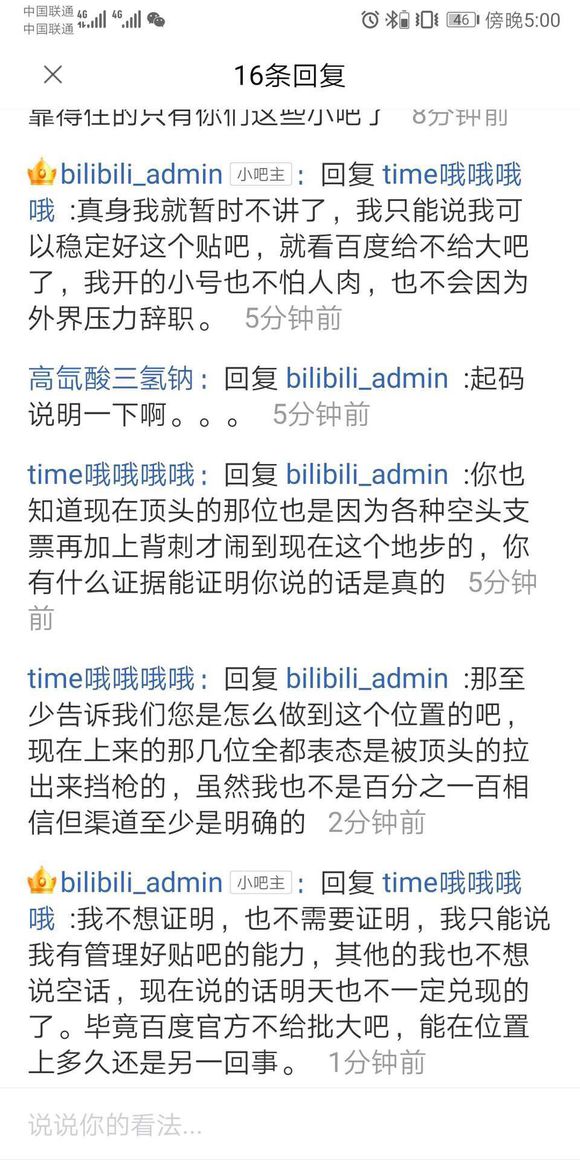 中国联通 4G 4G 46 傍晚5:00
中国联通
16条回复
靠得住的只有你们这些小吧了 8分钟前
bilibili_admin 小吧主 : 回复 time哦哦哦
哦 :真身我就暂时不讲了，我只能说我可
以稳定好这个贴吧，就看百度给不给大吧
了，我开的小号也不怕人肉，也不会因为
外界压力辞职。 5分钟前
高氙酸三氢钠: 回复 bilibili_admin :起码
说明一下啊。。。 5分钟前
time哦哦哦哦: 回复 bilibili_admin :你也
知道现在顶头的那位也是因为各种空头支
票再加上背刺才闹到现在这个地步的，你
有什么证据能证明你说的话是真的 5分钟
前
time哦哦哦哦: 回复 bilibili_admin :那至
少告诉我们您是怎么做到这个位置的吧，
现在上来的那几位全都表态是被顶头的拉
出来挡枪的，虽然我也不是百分之一百相
信但渠道至少是明确的 2分钟前
bilibili_admin 小吧主 : 回复 time哦哦哦
哦 :我不想证明，也不需要证明，我只能说
我有管理好贴吧的能力，其他的我也不想
说空话，现在说的话明天也不一定兑现的
了。毕竟百度官方不给批大吧，能在位置
上多久还是另一回事。 1分钟前
说说你的看法...